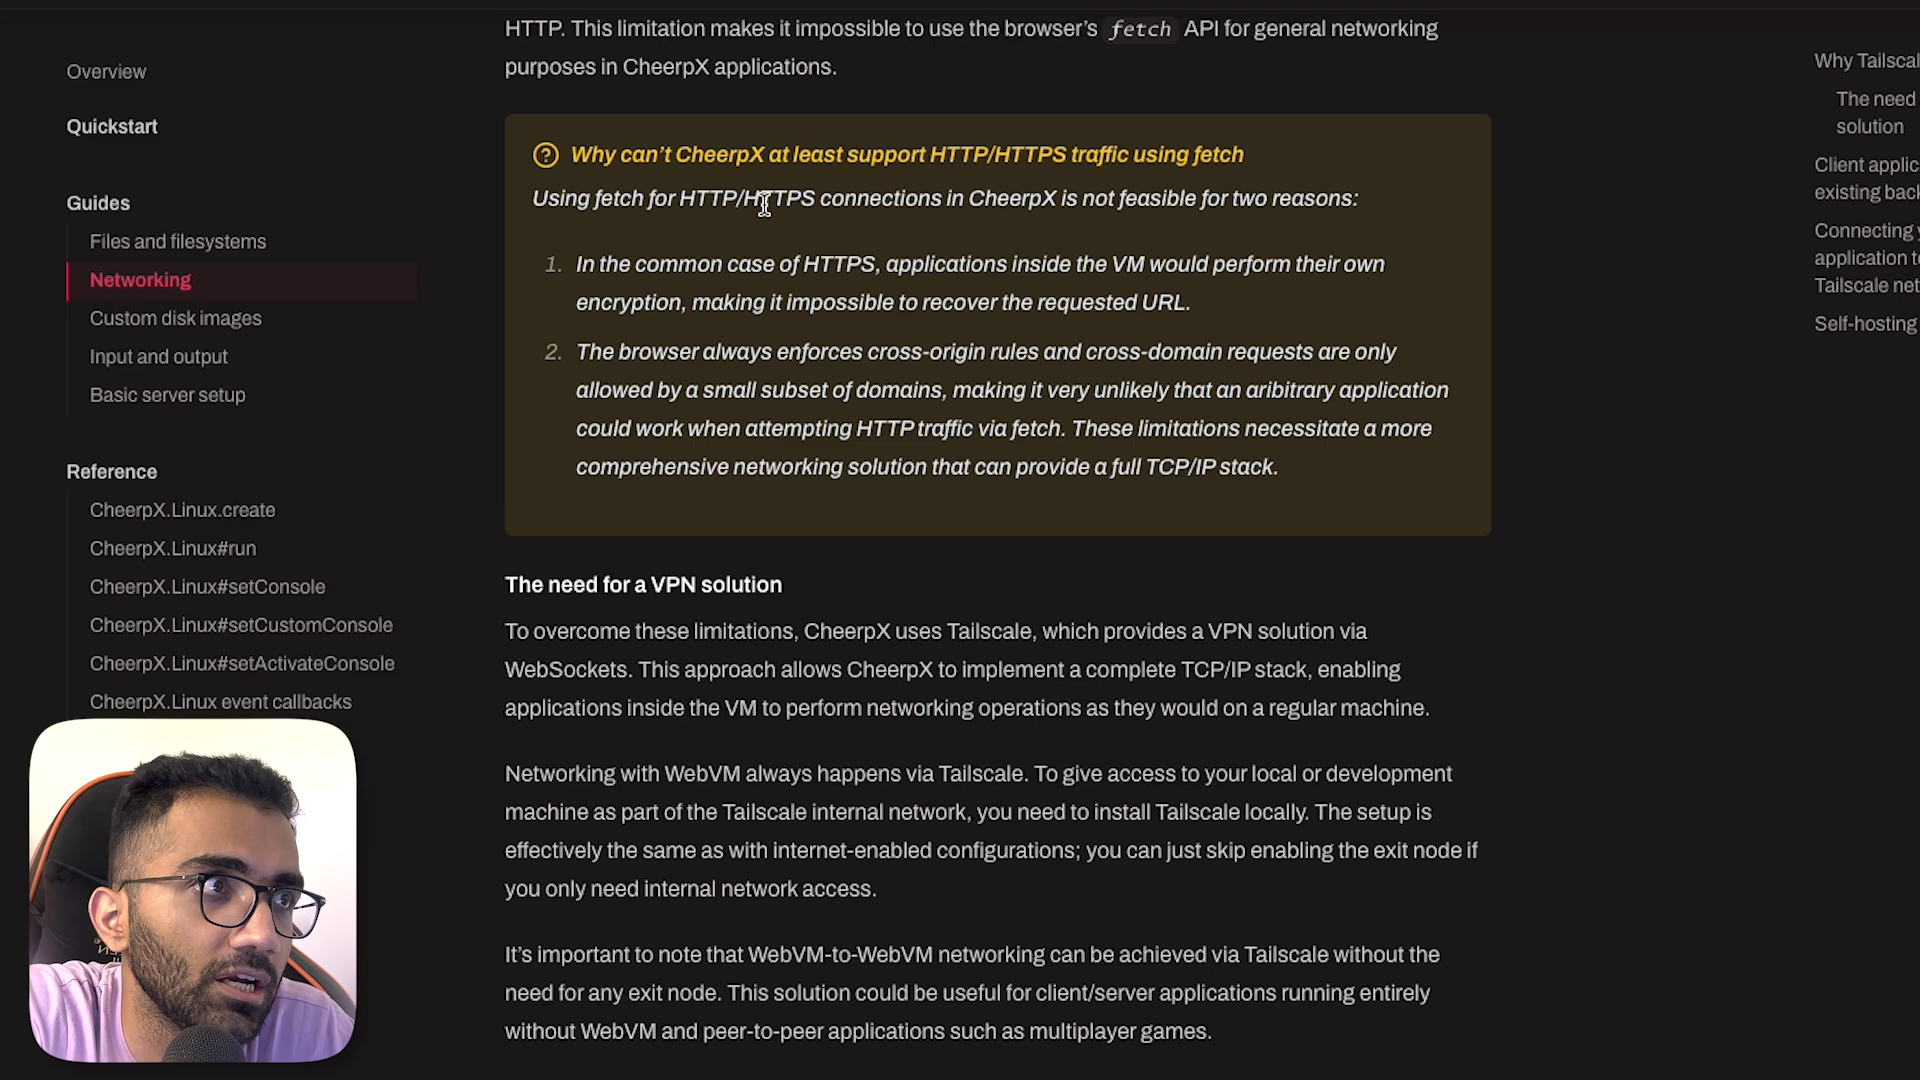 HTTP. This limitation makes it impossible to use the browser’s fetch API for general networking
purposes in CheerpX applications.
Overview
Quickstart
Guides
Files and filesystems
Networking
Custom disk images
Input and output
Basic server setup
Reference
CheerpX.Linux.create
CheerpX.Linux#run
CheerpX.Linux#setConsole
CheerpX.Linux#setCustomConsole
CheerpX.Linux#setActivateConsole
CheerpX.Linux event callbacks
Why can’t CheerpX at least support HTTP/HTTPS traffic using fetch
Using fetch for HTTP/HTTPS connections in CheerpX is not feasible for two reasons:
1. In the common case of HTTPS, applications inside the VM would perform their own
encryption, making it impossible to recover the requested URL.
2. The browser always enforces cross-origin rules and cross-domain requests are only
allowed by a small subset of domains, making it very unlikely that an aribitrary application
could work when attempting HTTP traffic via fetch. These limitations necessitate a more
comprehensive networking solution that can provide a full TCP/IP stack.
The need for a VPN solution
To overcome these limitations, CheerpX uses Tailscale, which provides a VPN solution via
WebSockets. This approach allows CheerpX to implement a complete TCP/IP stack, enabling
applications inside the VM to perform networking operations as they would on a regular machine.
Networking with WebVM always happens via Tailscale. To give access to your local or development
machine as part of the Tailscale internal network, you need to install Tailscale locally. The setup is
effectively the same as with internet-enabled configurations; you can just skip enabling the exit node if
you only need internal network access.
It’s important to note that WebVM-to-WebVM networking can be achieved via Tailscale without the
need for any exit node. This solution could be useful for client/server applications running entirely
without WebVM and peer-to-peer applications such as multiplayer games.
Why Tailscal
The need
solution
Client applic
existing back
Connecting
application to
Tailscale net
Self-hosting